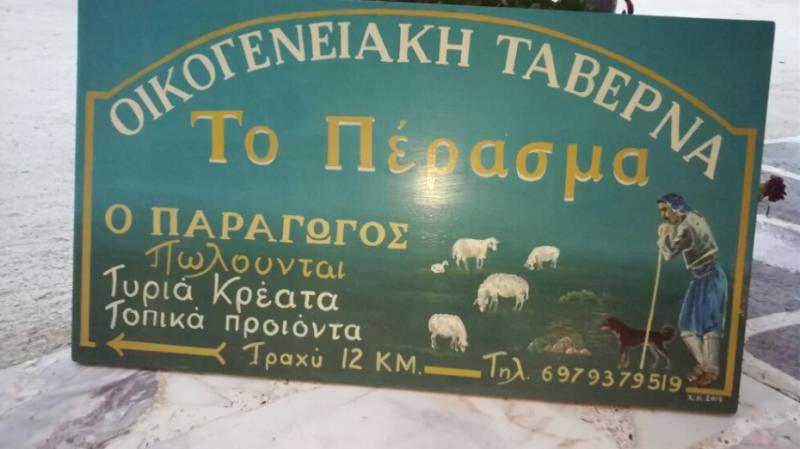 ΟΙΚΟΓΕΝΕΙΑΚΗ ΤΑΒΕΡΝΑ
Το Πέρασμα
Ο ΠΑΡΑΓΩΓΟΣ
Πωλουνται
Τυριά Κρέατα
Τοπικά προιόντα
Τραχύ 12 ΚΜ.
Τηλ. 6979379519